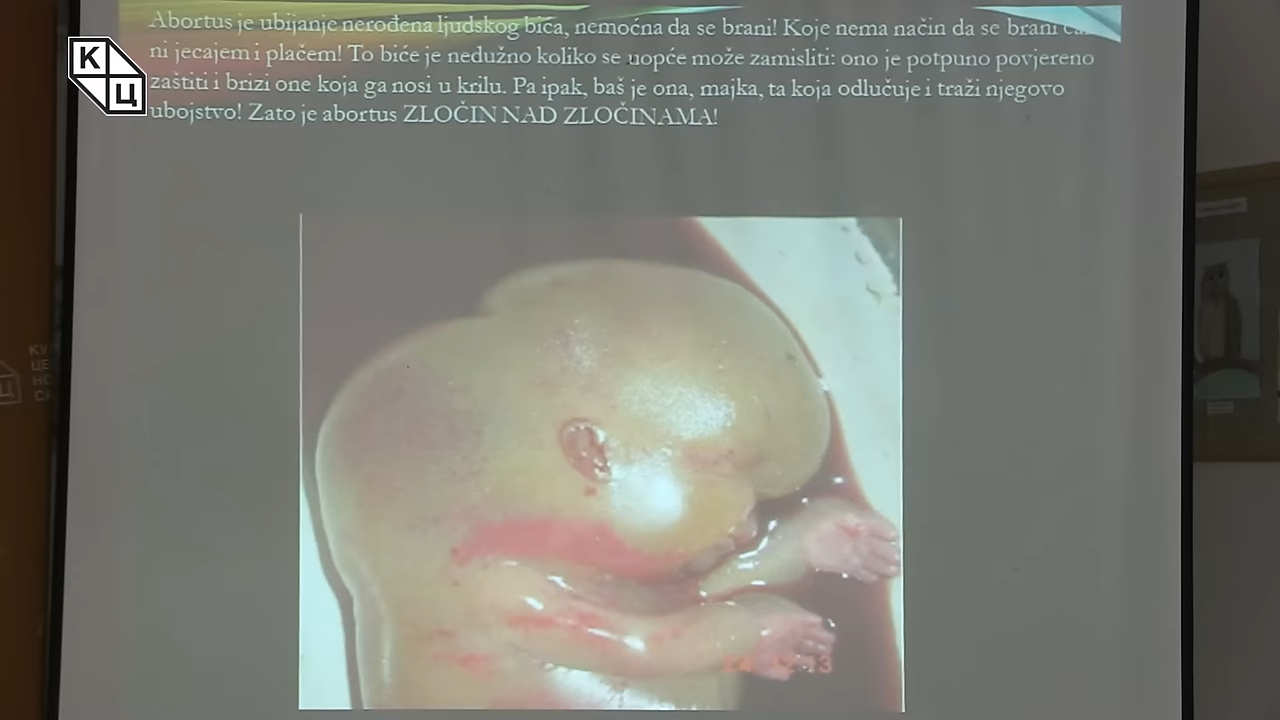 Abortus je ubijanje nerođena ljudskog bića, nemoćna da se brani! Koje nema način da se brani
ni jecajem i plačem! To biće je nedužno koliko se uopće može zamisliti: ono je potpuno povjereno
zaštiti i brizi one koja ga nosi u krilu. Pa ipak, baš je ona, majka, ta koja odlučuje i traži njegovo
ubojstvo! Zato je abortus ZLOČIN NAD ZLOČINAMA!
К
Ц